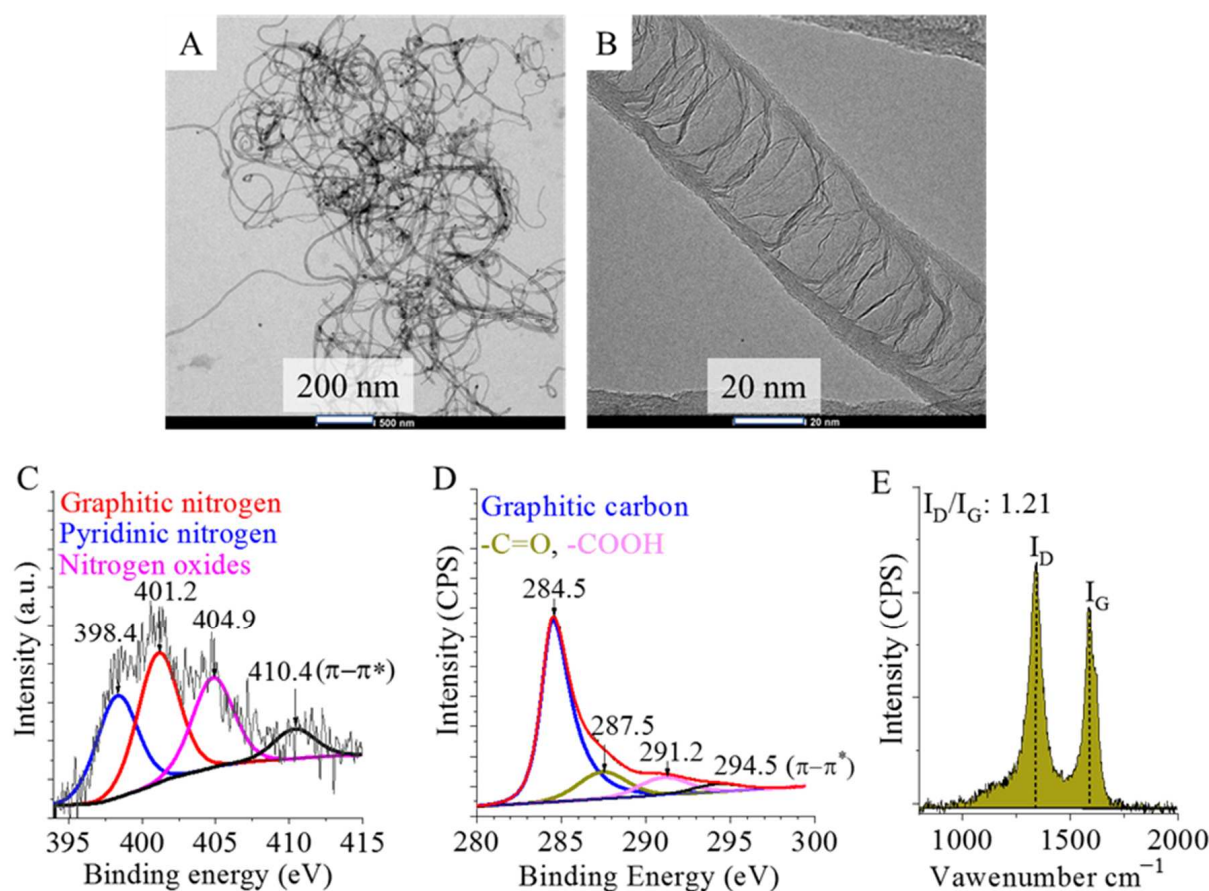 A
B
200 nm
500 nm
20 nm
20 nm
C
Graphitic nitrogen
Pyridinic nitrogen
Nitrogen oxides
401.2
398.4
404.9
410.4 (π−π*)
Intensity (a.u.)
395 400 405 410 415
Binding energy (eV)
D
Graphitic carbon
-C=O, -COOH
284.5
287.5
291.2
294.5 (π−π*)
Intensity (CPS)
280 285 290 295 300
Binding Energy (eV)
E
I_D/I_G: 1.21
I_D
I_G
Intensity (CPS)
1000 1500 2000
Vawenumber cm⁻¹